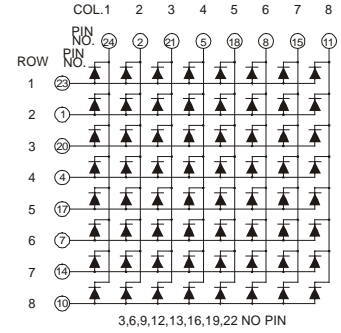 COL.1 2 3 4 5 6 7 8
PIN
NO. 24 2 21 5 18 8 15 11
ROW PIN
NO.
1 23
2 1
3 20
4 4
5 17
6 7
7 14
8 10
3,6,9,12,13,16,19,22 NO PIN